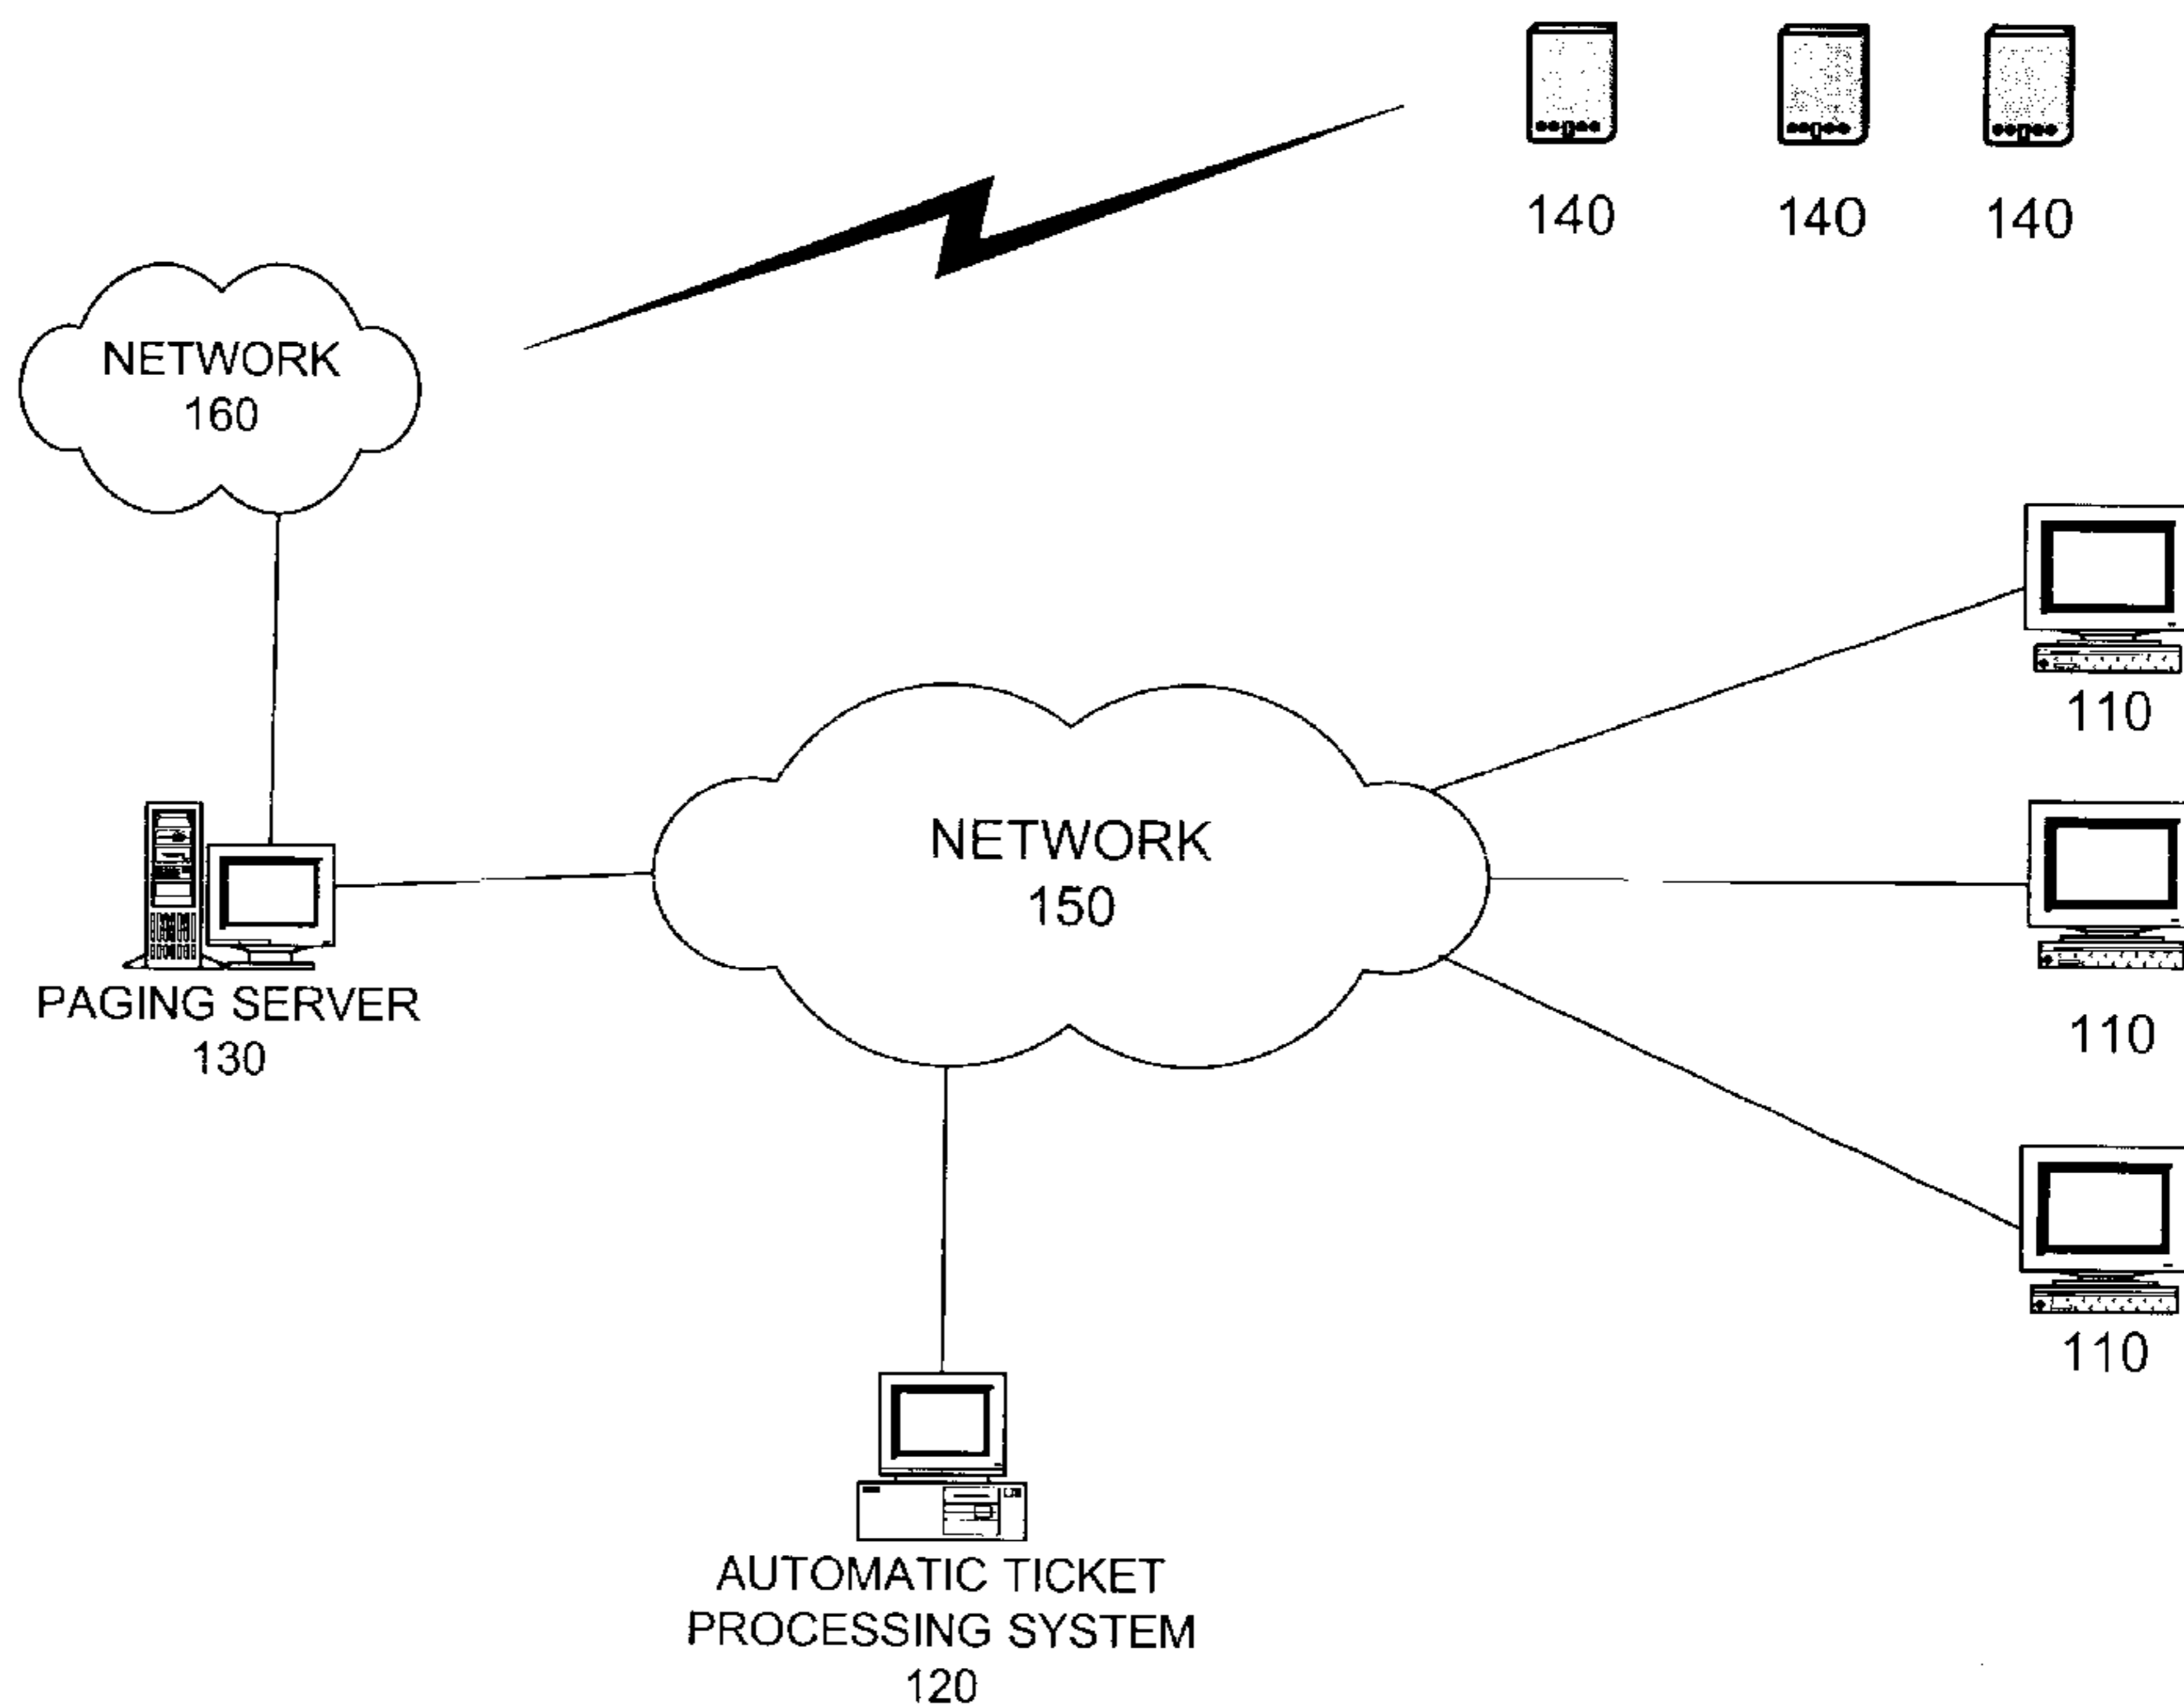 140 140 140
NETWORK
160
110
NETWORK
150
PAGING SERVER
130
110
110
AUTOMATIC TICKET
PROCESSING SYSTEM
120